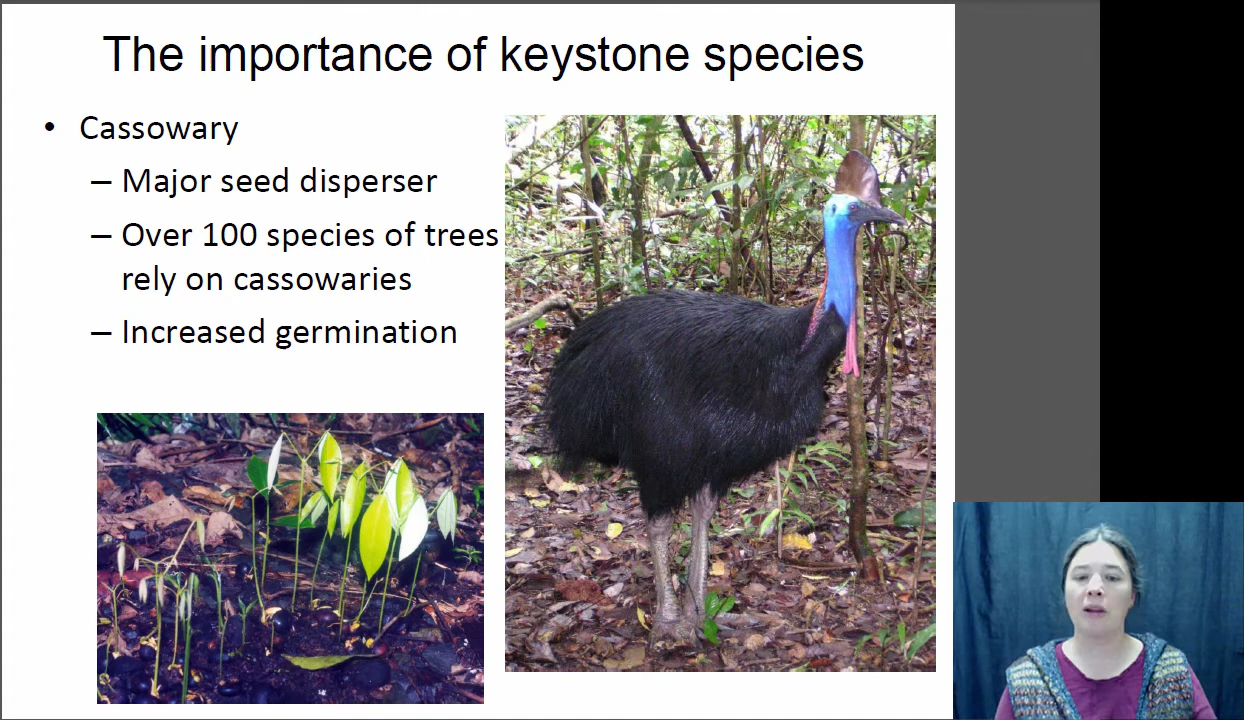 The importance of keystone species
• Cassowary
– Major seed disperser
– Over 100 species of trees
rely on cassowaries
– Increased germination